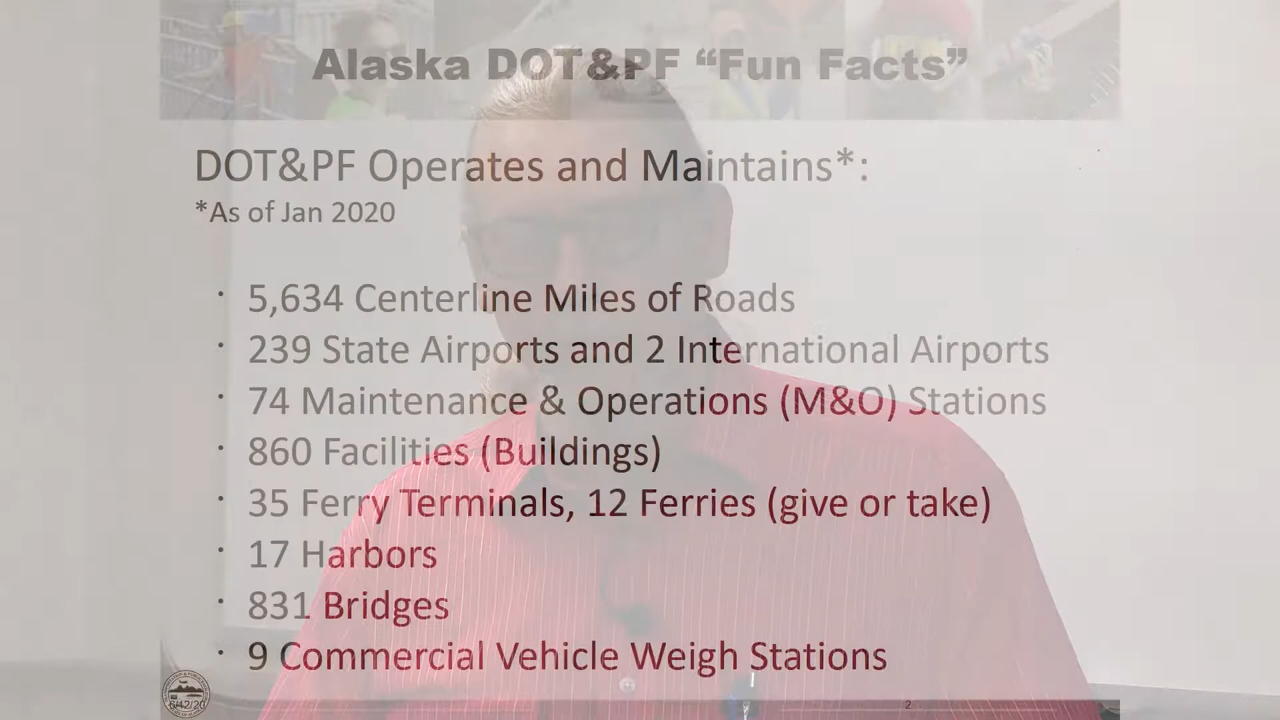 Alaska DOT&PF “Fun Facts”
DOT&PF Operates and Maintains*:
*As of Jan 2020
· 5,634 Centerline Miles of Roads
· 239 State Airports and 2 International Airports
· 74 Maintenance & Operations (M&O) Stations
· 860 Facilities (Buildings)
· 35 Ferry Terminals, 12 Ferries (give or take)
· 17 Harbors
· 831 Bridges
· 9 Commercial Vehicle Weigh Stations
2